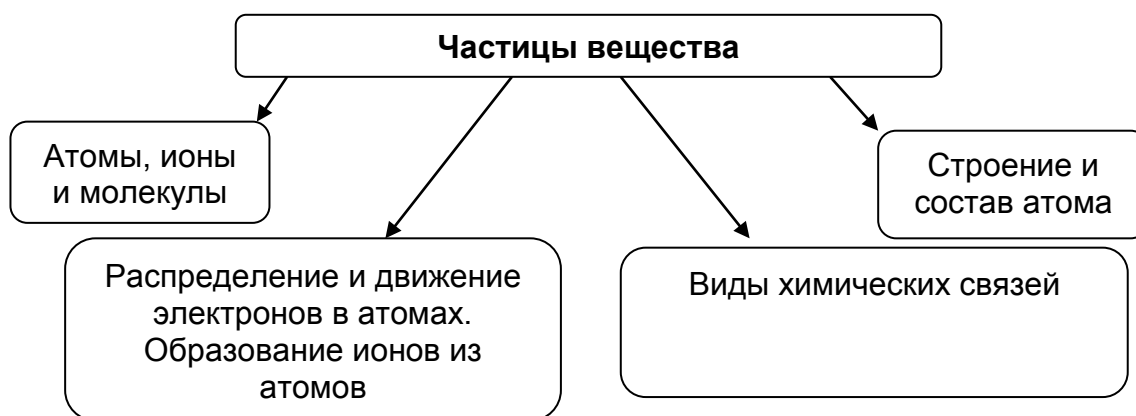 Частицы вещества
Атомы, ионы
и молекулы
Строение и
состав атома
Распределение и движение
электронов в атомах.
Образование ионов из
атомов
Виды химических связей